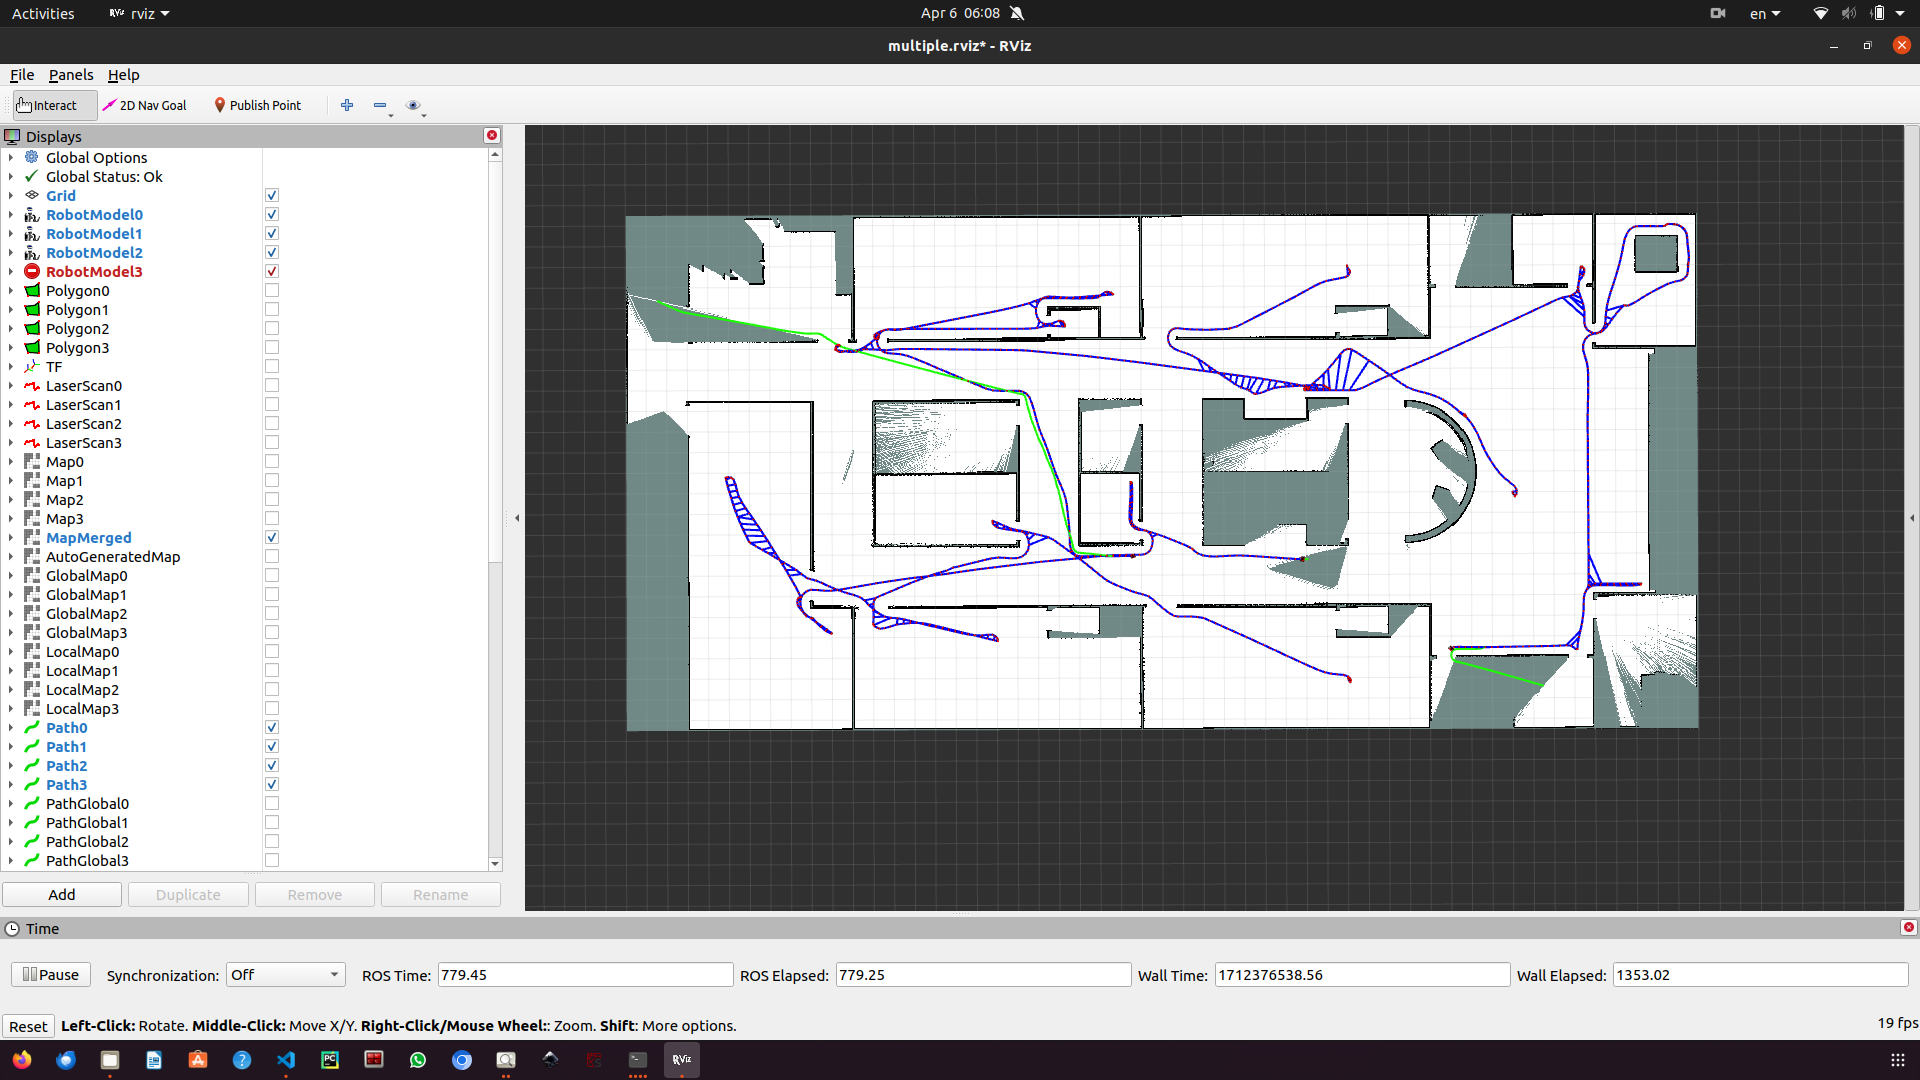 Activities
rviz
Apr 6 06:08
en
multiple.rviz* - RViz
File Panels Help
Interact 2D Nav Goal Publish Point
Displays
Global Options
Global Status: Ok
Grid
RobotModel0
RobotModel1
RobotModel2
RobotModel3
Polygon0
Polygon1
Polygon2
Polygon3
TF
LaserScan0
LaserScan1
LaserScan2
LaserScan3
Map0
Map1
Map2
Map3
MapMerged
AutoGeneratedMap
GlobalMap0
GlobalMap1
GlobalMap2
GlobalMap3
LocalMap0
LocalMap1
LocalMap2
LocalMap3
Path0
Path1
Path2
Path3
PathGlobal0
PathGlobal1
PathGlobal2
PathGlobal3
Add Duplicate Remove Rename
Time
Pause Synchronization: Off ROS Time: 779.45 ROS Elapsed: 779.25 Wall Time: 1712376538.56 Wall Elapsed: 1353.02
Reset Left-Click: Rotate. Middle-Click: Move X/Y. Right-Click/Mouse Wheel:: Zoom. Shift: More options. 19 fps